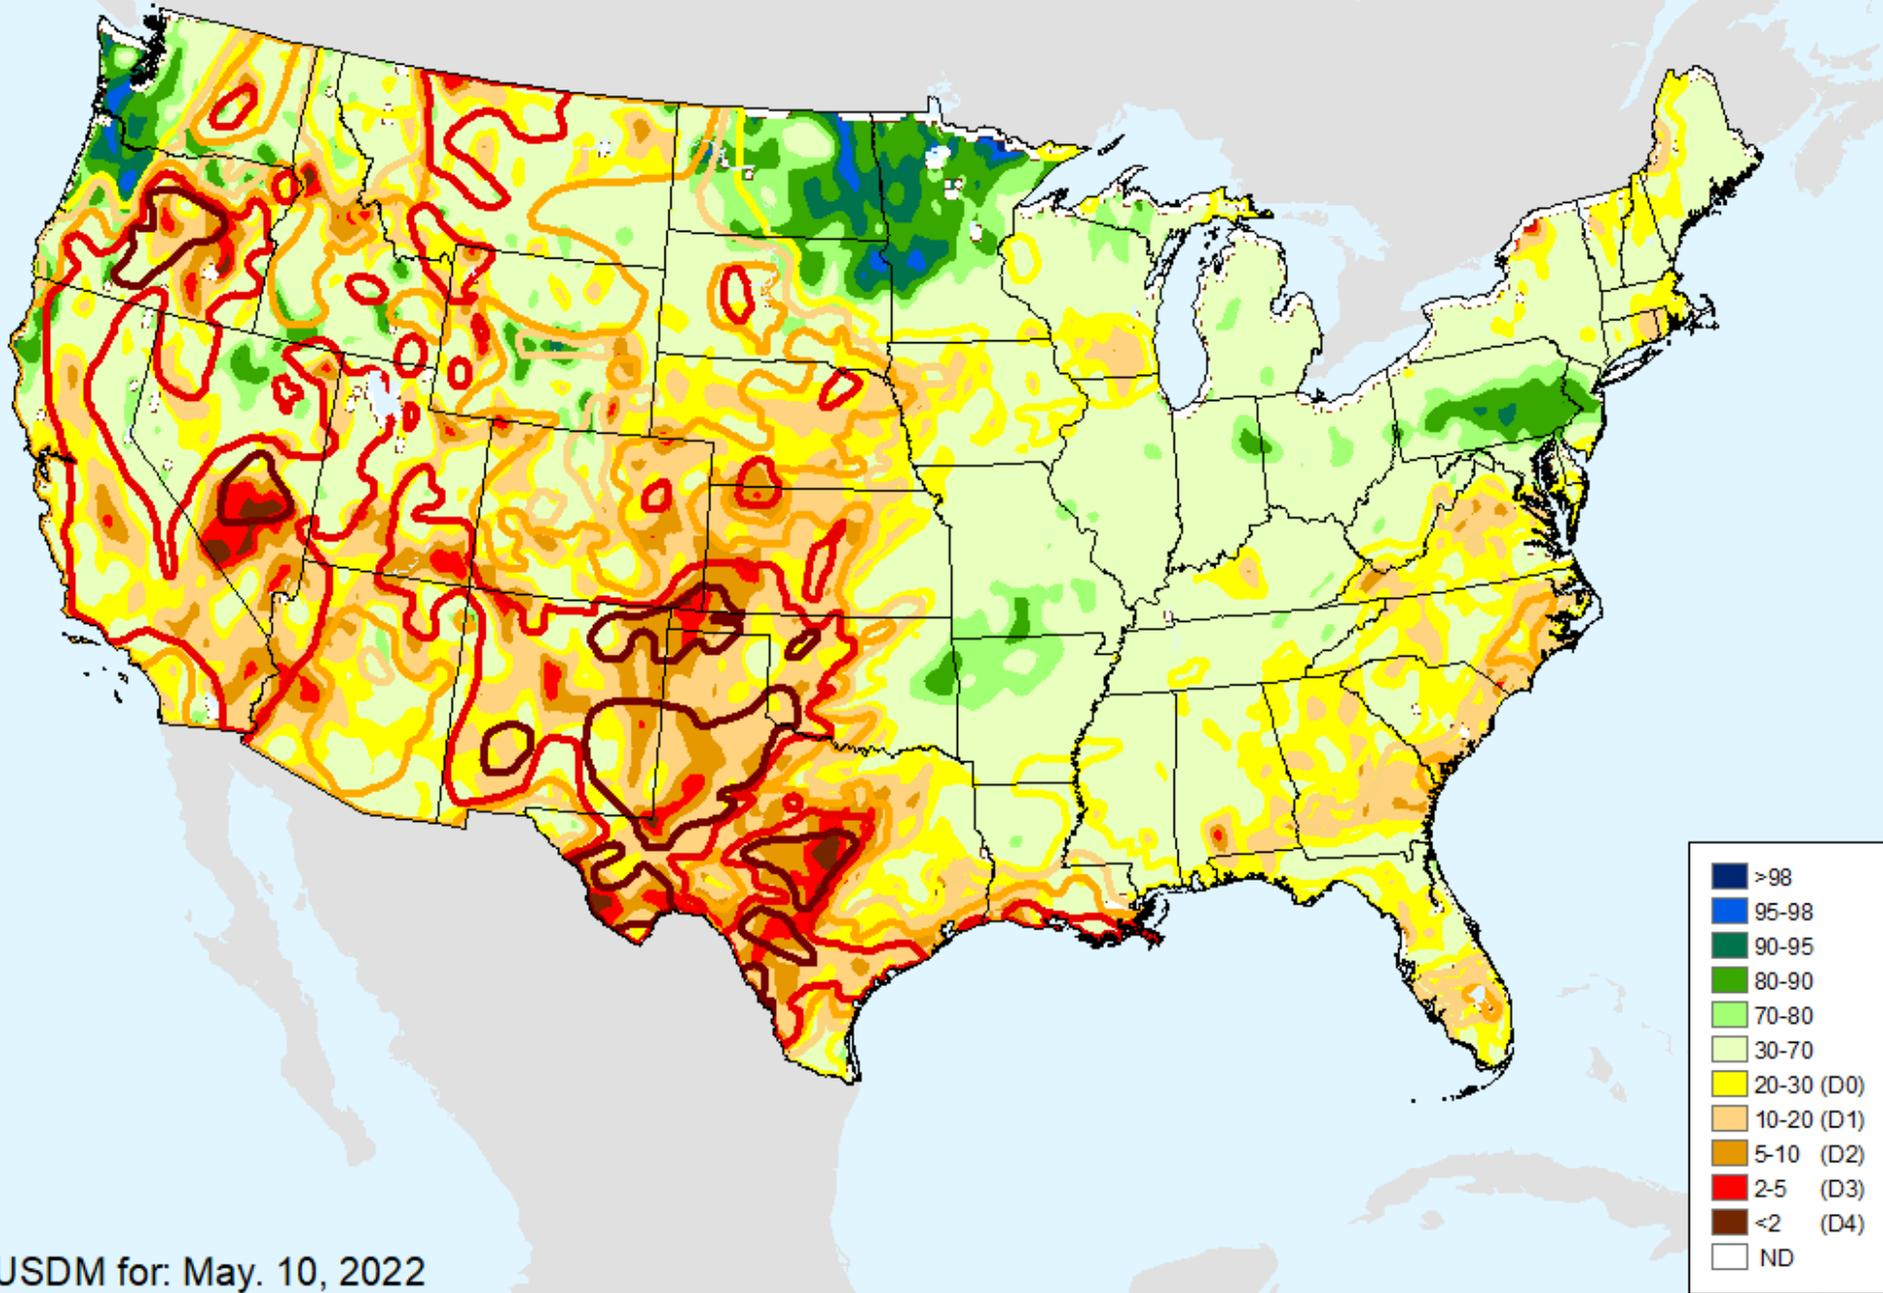 >98
95-98
90-95
80-90
70-80
30-70
20-30 (D0)
10-20 (D1)
5-10 (D2)
2-5 (D3)
<2 (D4)
ND
USDM for: May. 10, 2022